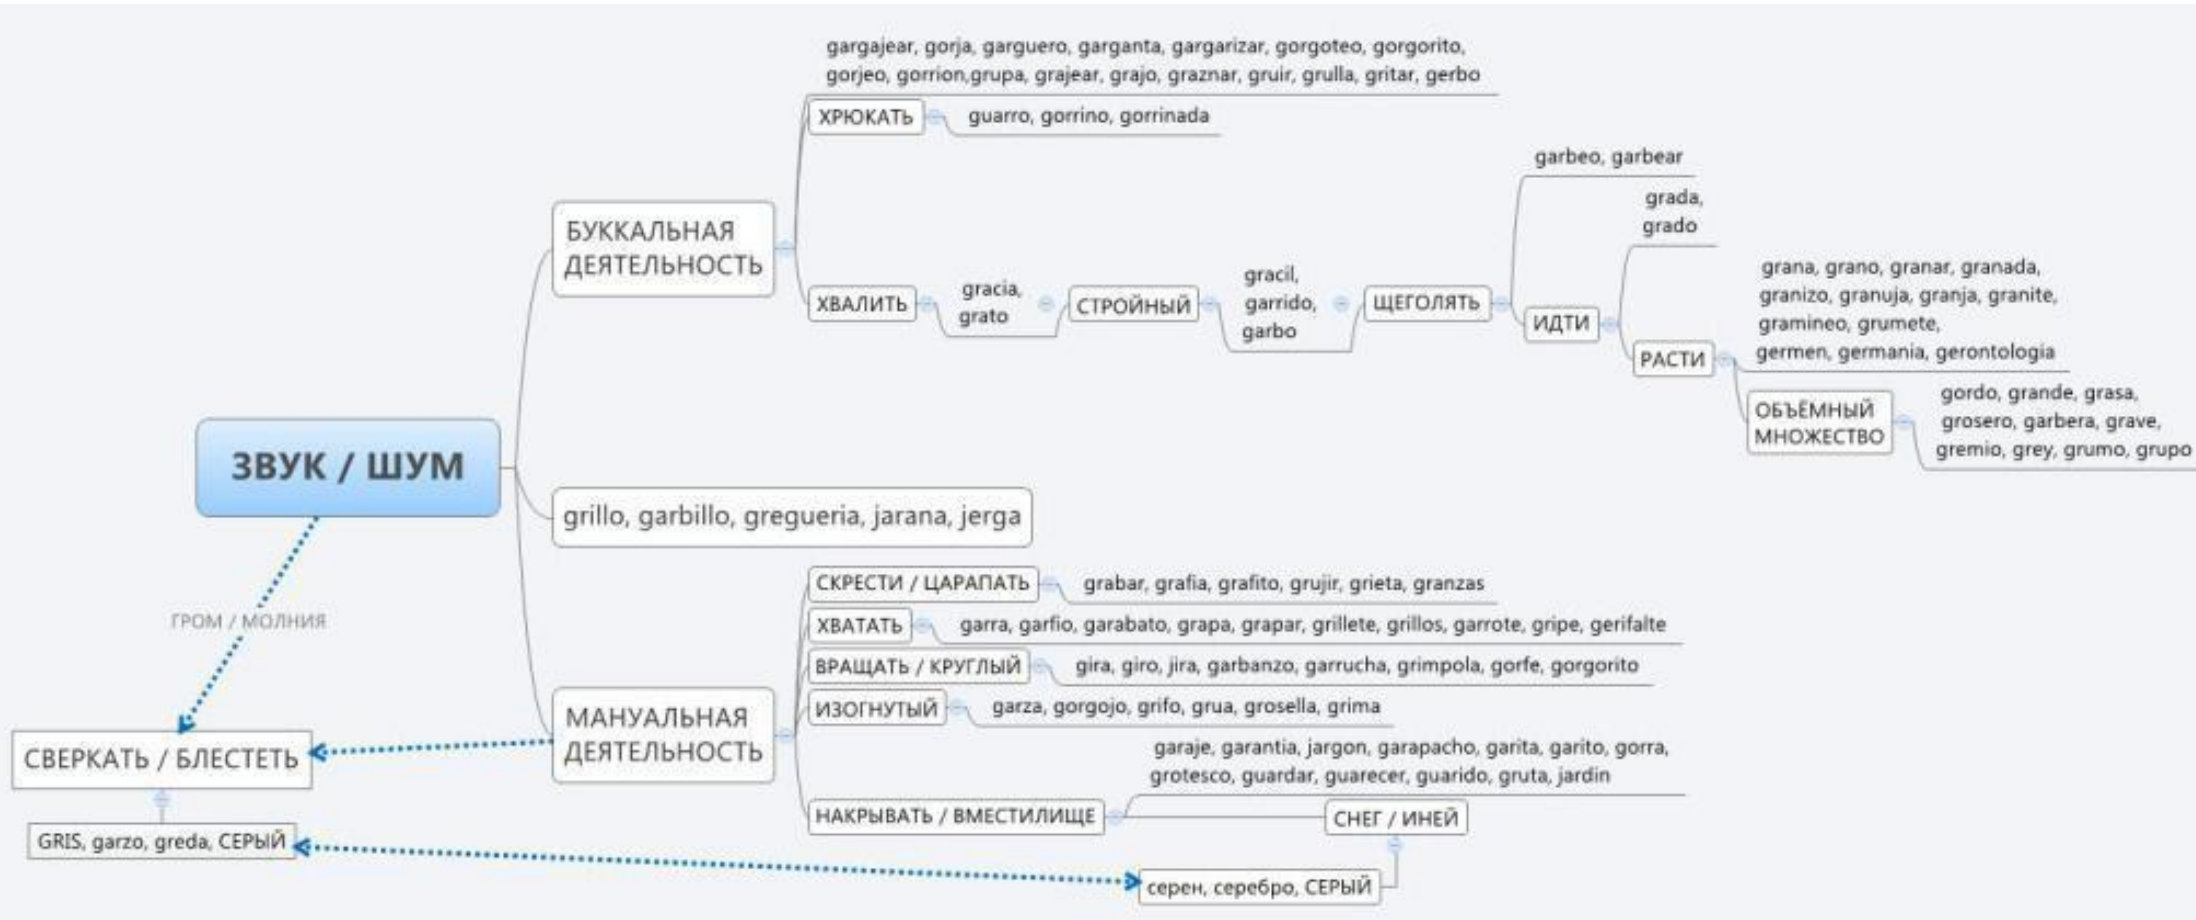 gargajear, gorja, garguero, garganta, gargarizar, gorgoteo, gorgorito,
gorjeo, gorrion,grupa, grajear, grajo, graznar, gruir, grulla, gritar, gerbo
ХРЮКАТЬ
guarro, gorrino, gorrinada
БУККАЛЬНАЯ
ДЕЯТЕЛЬНОСТЬ
ХВАЛИТЬ
gracia,
grato
СТРОЙНЫЙ
gracil,
garrido,
garbo
ЩЕГОЛЯТЬ
garbeo, garbear
ИДТИ
grada,
grado
РАСТИ
grana, grano, granar, granada,
granizo, granuja, granja, granite,
gramineo, grumete,
germen, germania, gerontologia
ОБЪЁМНЫЙ
МНОЖЕСТВО
gordo, grande, grasa,
grosero, garbera, grave,
gremio, grey, grumo, grupo
ЗВУК / ШУМ
grillo, garbillo, gregueria, jarana, jerga
МАНУАЛЬНАЯ
ДЕЯТЕЛЬНОСТЬ
СКРЕСТИ / ЦАРАПАТЬ
grabar, grafia, grafito, grujir, grieta, granzas
ХВАТАТЬ
garra, garfio, garabato, grapa, grapar, grillete, grillos, garrote, gripe, gerifalte
ВРАЩАТЬ / КРУГЛЫЙ
gira, giro, jira, garbanzo, garrucha, grimpola, gorfe, gorgorito
ИЗОГНУТЫЙ
garza, gorgojo, grifo, grua, grosella, grima
НАКРЫВАТЬ / ВМЕСТИЛИЩЕ
garaje, garantia, jargon, garapacho, garita, garito, gorra,
grotesco, guardar, guarecer, guarido, gruta, jardin
СНЕГ / ИНЕЙ
серен, серебро, СЕРЫЙ
ГРОМ / МОЛНИЯ
СВЕРКАТЬ / БЛЕСТЕТЬ
GRIS, garzo, greda, СЕРЫЙ